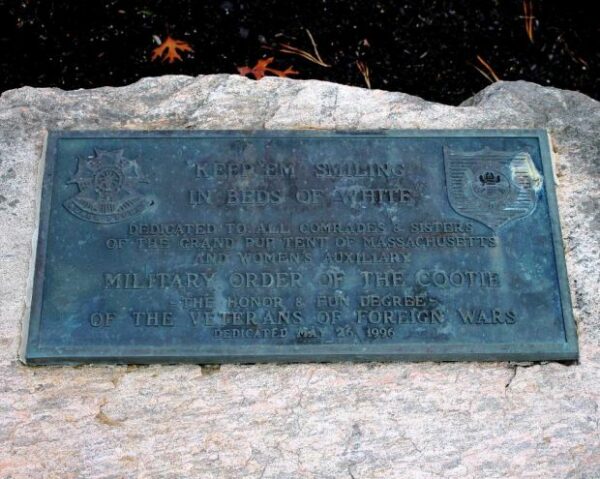 "KEEP 'EM SMILING
IN BEDS OF WHITE"
DEDICATED TO ALL COMRADES & SISTERS
OF THE GRAND PUP TENT OF MASSACHUSETTS
AND WOMEN'S AUXILIARY
MILITARY ORDER OF THE COOTIE
-THE HONOR & FUN DEGREE-
OF THE VETERANS OF FOREIGN WARS
DEDICATED MAY 26, 1996